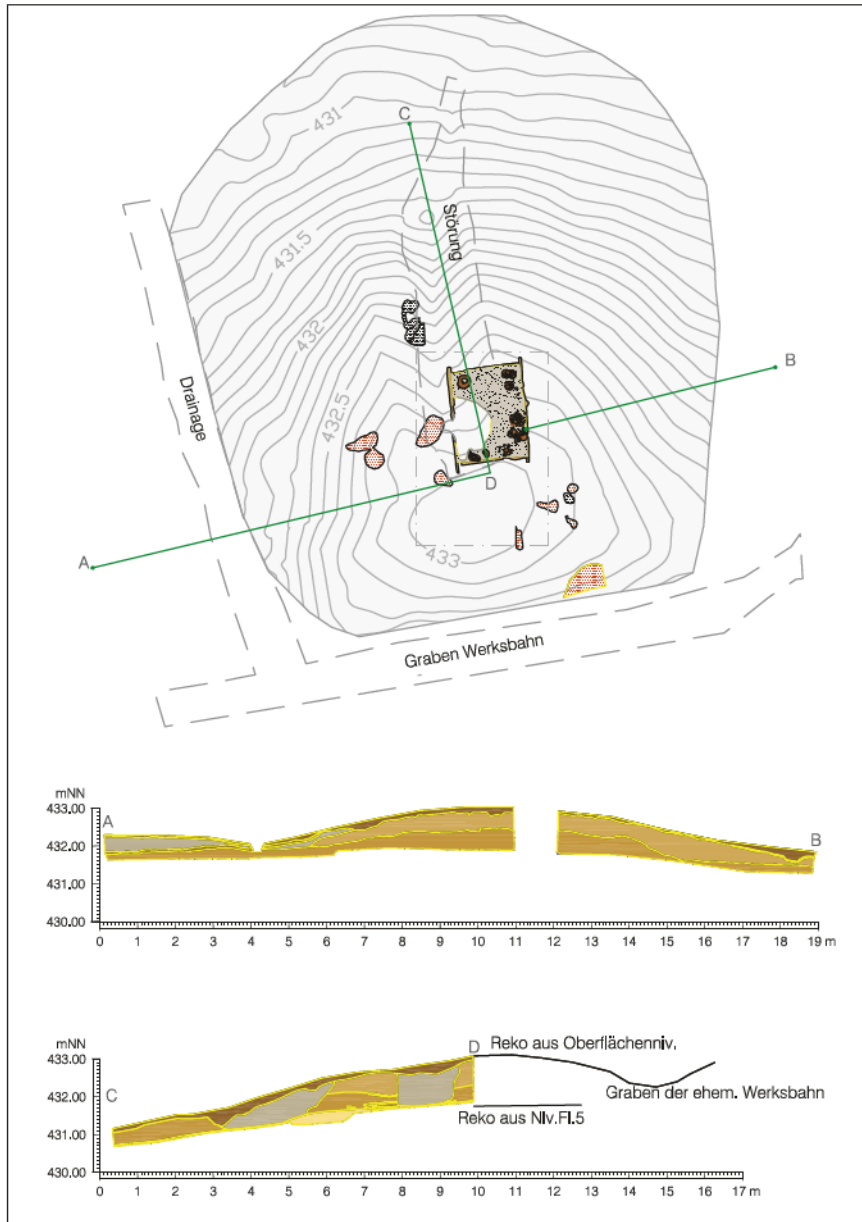 431
C
Störung
431.5
432
B
Drainage
432.5
D
433
A
Graben Werksbahn
mNN
433.00
A
432.00
B
431.00
430.00
0 1 2 3 4 5 6 7 8 9 10 11 12 13 14 15 16 17 18 19 m
mNN
D
Reko aus Oberflächenniv.
433.00
C
432.00
Graben der ehem. Werksbahn
Reko aus Niv.Fl.5
431.00
430.00
0 1 2 3 4 5 6 7 8 9 10 11 12 13 14 15 16 17 m